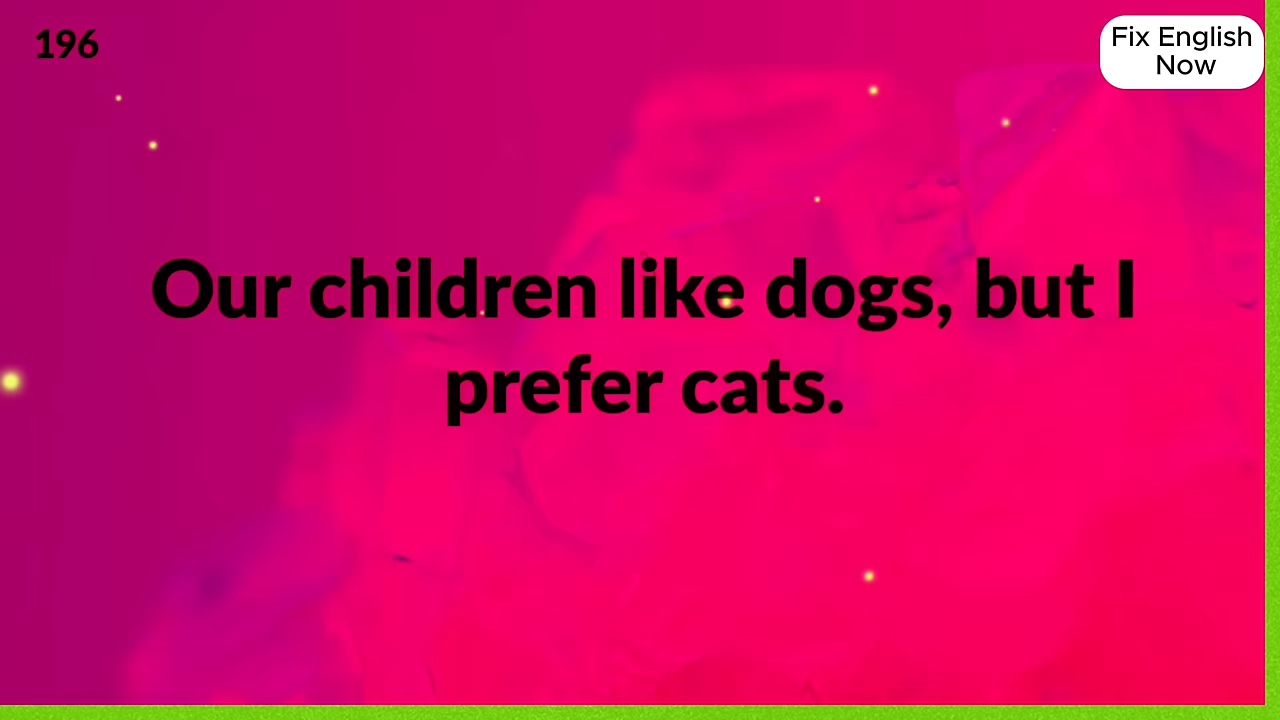 196
Fix English
Now
Our children like dogs, but I
prefer cats.